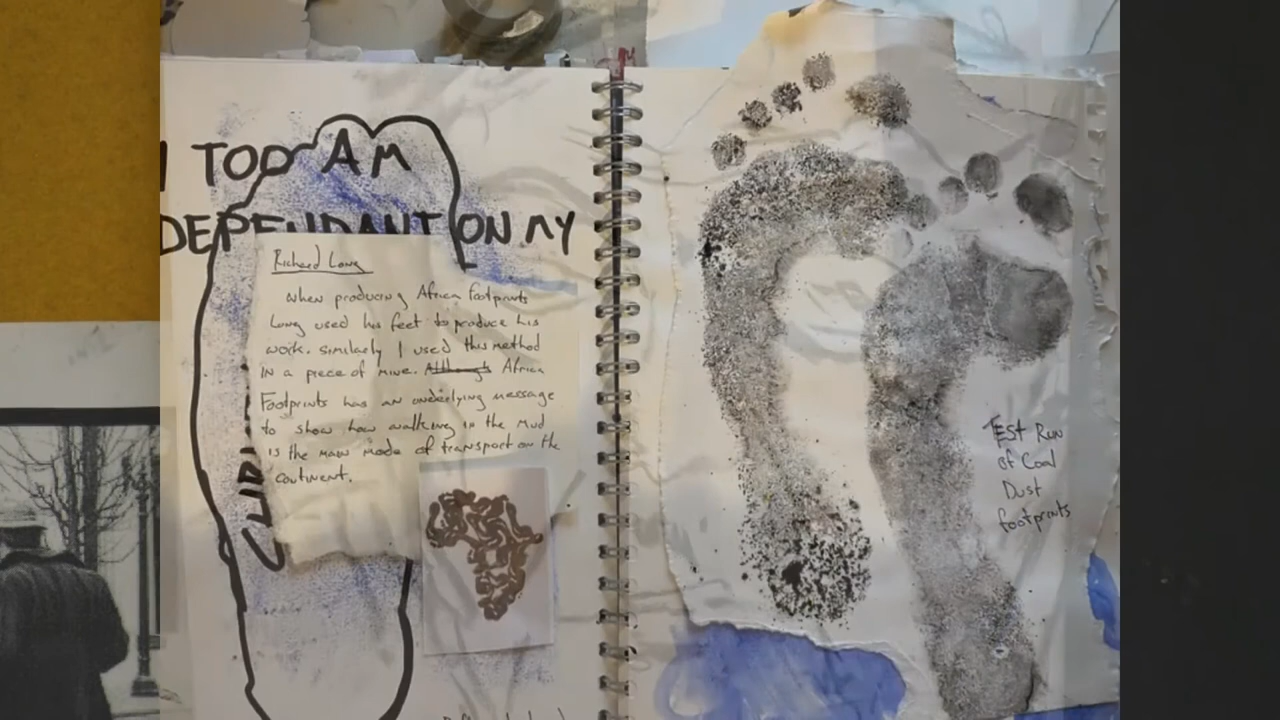 I TOO AM
DEPENDANT ON MY
Richard Long
When producing Africa footprints
Long used his feet to produce his
work. Similarly I used this method
in a piece of mine. Although Africa
Footprints has an underlying message
to show how walking in the mud
is the main mode of transport on the
continent.
TEST RUN
of Coal
Dust
footprints